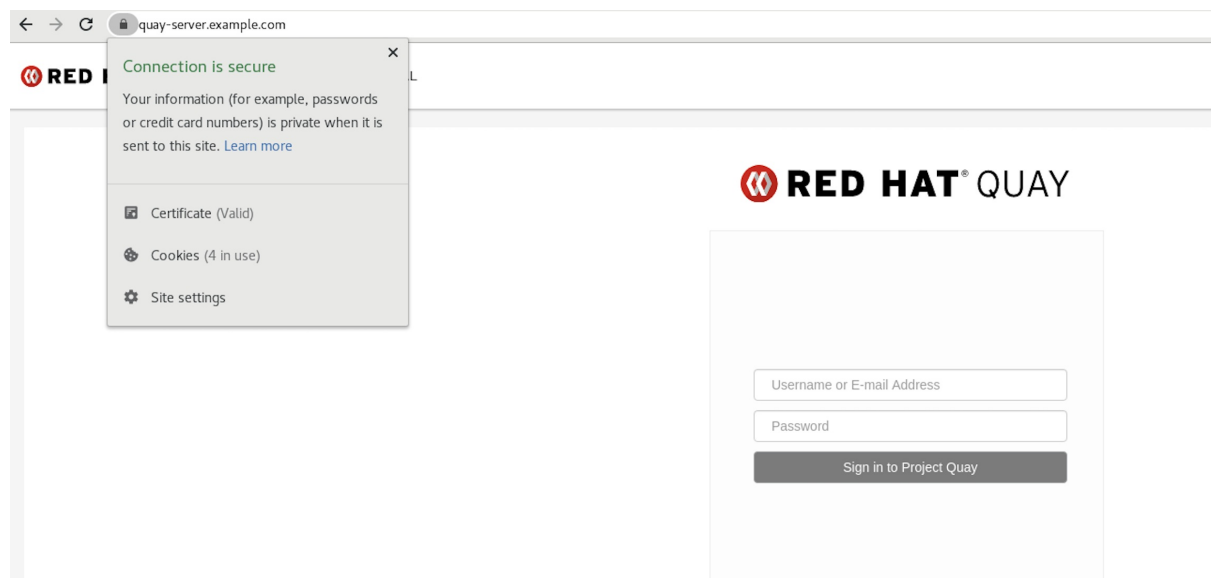 quay-server.example.com
Connection is secure
RED
Your information (for example, passwords
or credit card numbers) is private when it is
sent to this site. Learn more
RED HAT® QUAY
Certificate (Valid)
Cookies (4 in use)
Site settings
Username or E-mail Address
Password
Sign in to Project Quay